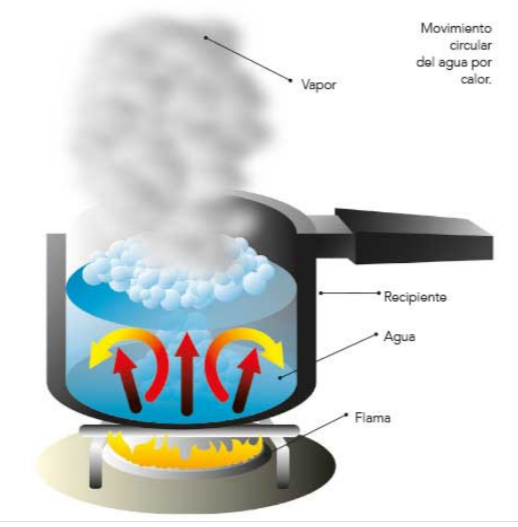 Movimiento
circular
del agua por
calor.
Vapor
Recipiente
Agua
Flama